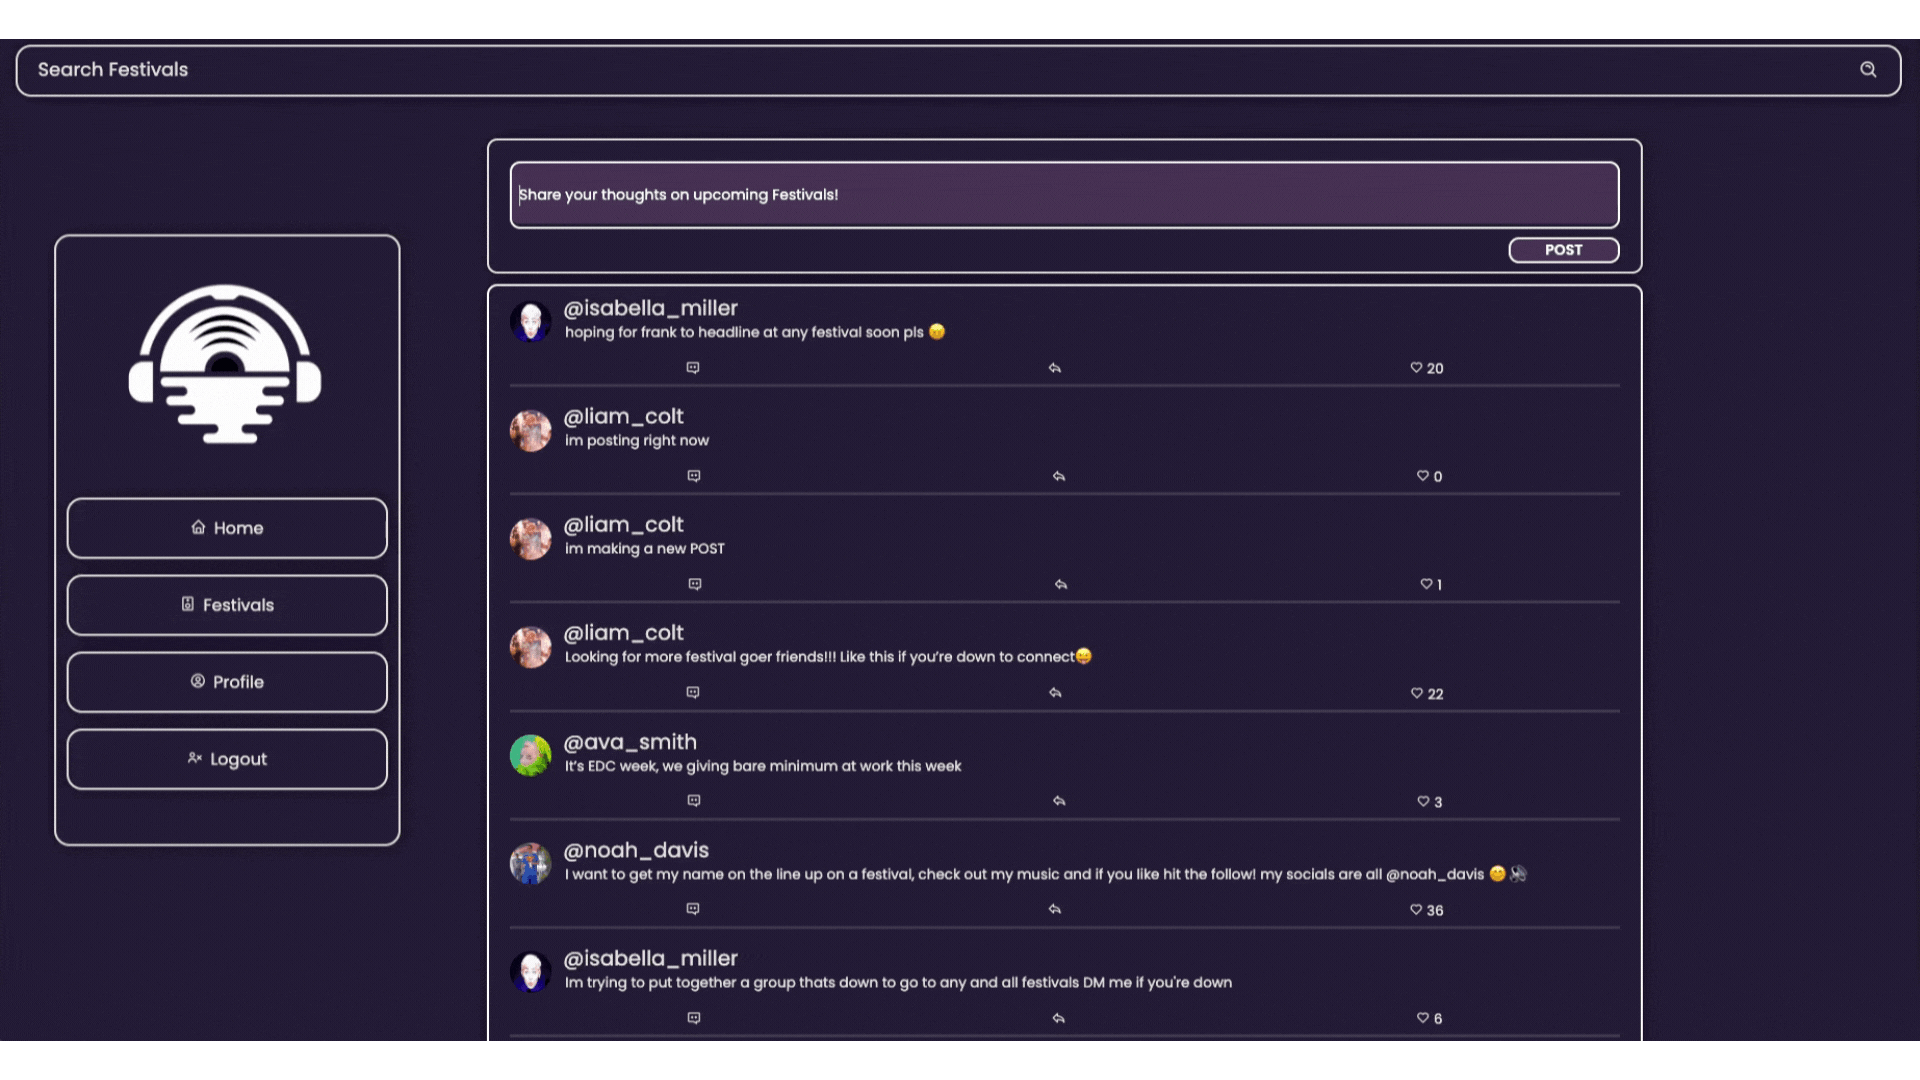 Search Festivals
Share your thoughts on upcoming Festivals!
POST
Home
Festivals
Profile
Logout
@isabella_miller
hoping for frank to headline at any festival soon pls
20
@liam_colt
im posting right now
0
@liam_colt
im making a new POST
1
@liam_colt
Looking for more festival goer friends!!! Like this if you're down to connect😜
22
@ava_smith
It's EDC week, we giving bare minimum at work this week
3
@noah_davis
I want to get my name on the line up on a festival, check out my music and if you like hit the follow! my socials are all @noah_davis 😊
36
@isabella_miller
Im trying to put together a group thats down to go to any and all festivals DM me if you're down
6